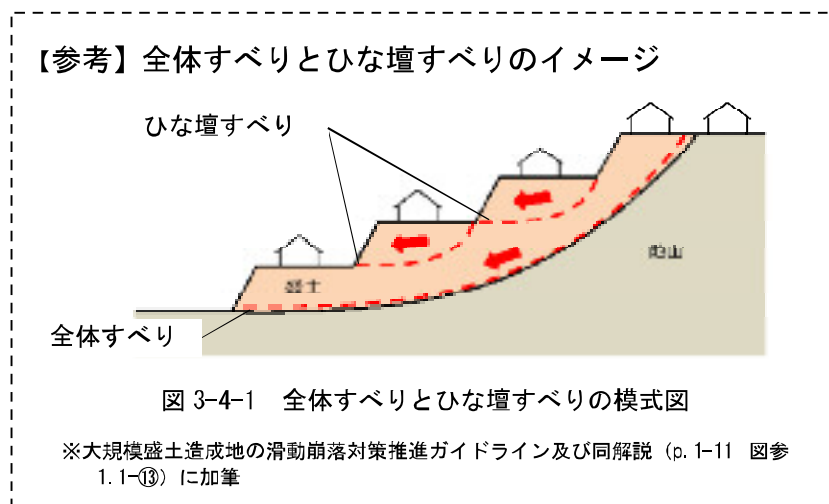 【参考】全体すべりとひな壇すべりのイメージ
ひな壇すべり
地山
盛土
全体すべり
図 3-4-1 全体すべりとひな壇すべりの模式図
※大規模盛土造成地の滑動崩落対策推進ガイドライン及び同解説（p.1-11 図参
1.1-⑬）に加筆